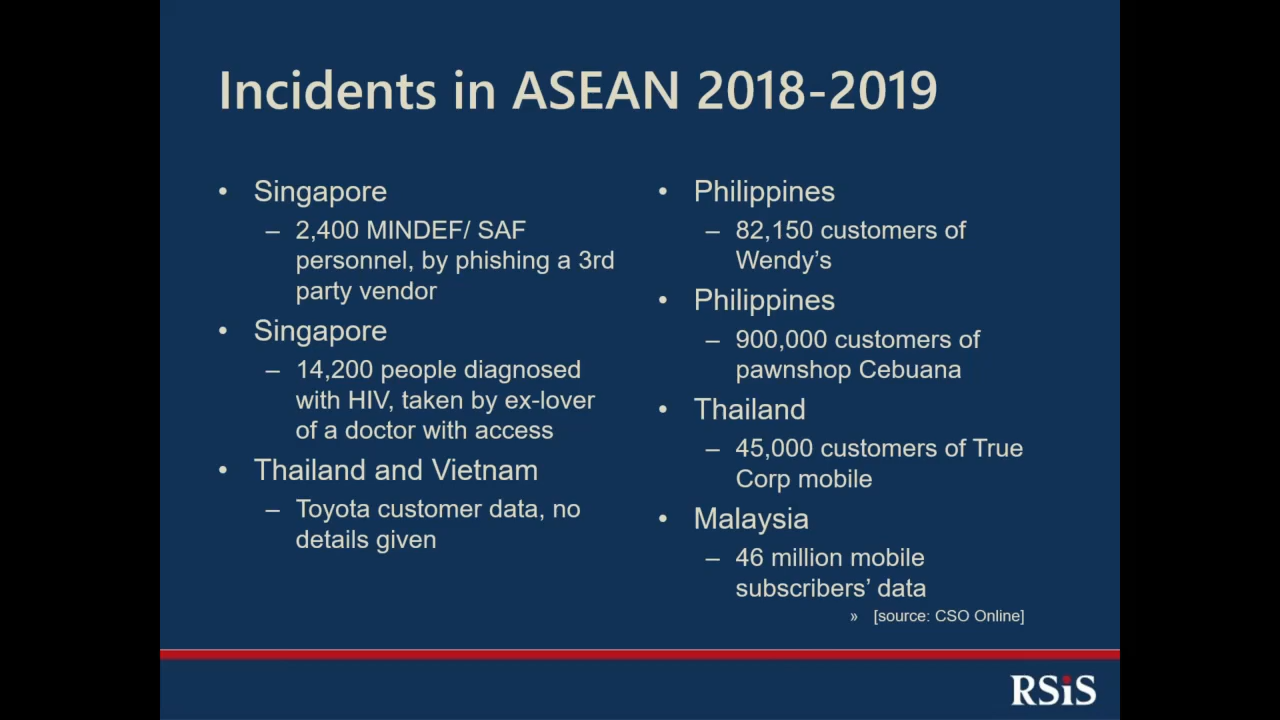 Incidents in ASEAN 2018-2019
• Singapore
– 2,400 MINDEF/ SAF
personnel, by phishing a 3rd
party vendor
• Singapore
– 14,200 people diagnosed
with HIV, taken by ex-lover
of a doctor with access
• Thailand and Vietnam
– Toyota customer data, no
details given
• Philippines
– 82,150 customers of
Wendy’s
• Philippines
– 900,000 customers of
pawnshop Cebuana
• Thailand
– 45,000 customers of True
Corp mobile
• Malaysia
– 46 million mobile
subscribers’ data
» [source: CSO Online]
RSiS